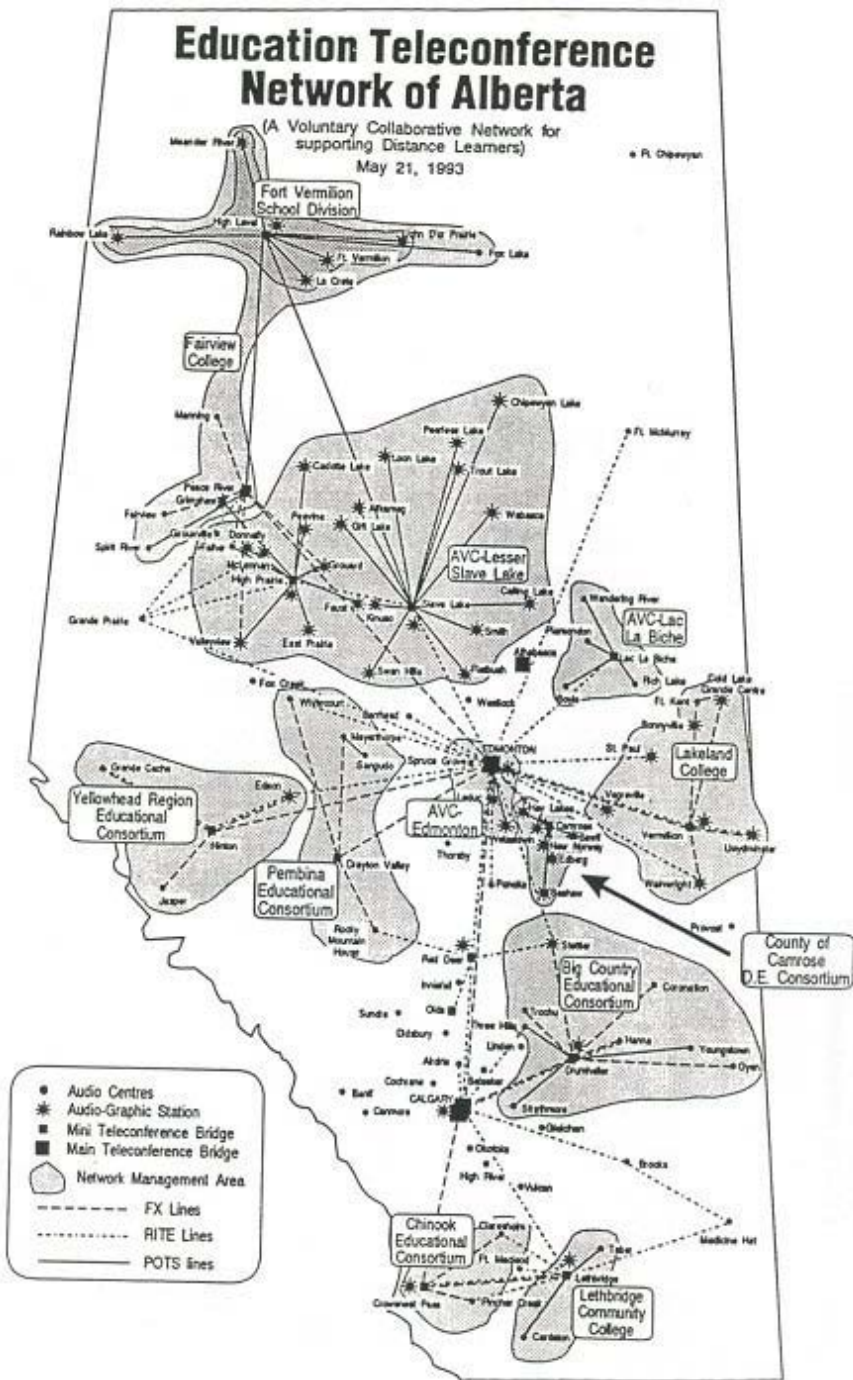 Education Teleconference
Network of Alberta
(A Voluntary Collaborative Network for
supporting Distance Learners)
May 21, 1993
Meander River
Ft. Chipewyan
Fort Vermilion
School Division
High Level
Rainbow Lake
John D'or Prairie
Fox Lake
Ft. Vermilion
La Crete
Fairview
College
Manning
Chipewyan Lake
Peerless Lake
Ft. McMurray
Cadotte Lake
Loon Lake
Trout Lake
Peace River
Grimshaw
Fairview
Gift Lake
Wabasca
Spirit River
Donnelly
Falher
McLennan
High Prairie
Grouard
AVC-Lesser
Slave Lake
Calling Lake
Wandering River
AVC-Lac
La Biche
Plamondon
Grande Prairie
Faust
Kinuso
Slave Lake
Valleyview
East Prairie
Smith
Athabasca
Lac La Biche
Swan Hills
Flatbush
Boyle
Rich Lake
Cold Lake
Grande Centre
Fox Creek
Westlock
Ft. Kent
Whitecourt
Barrhead
Bonnyville
Mayerthorpe
EDMONTON
St. Paul
Lakeland
College
Grande Cache
Sangudo
Spruce Grove
Edson
Yellowhead Region
Educational
Consortium
AVC-
Edmonton
Leduc
Vegreville
Hay Lakes
Camrose
Vermilion
Lloydminster
Hinton
Wetaskiwin
New Norway
Thorsby
Edberg
Drayton Valley
Pembina
Educational
Consortium
Jasper
Ponoka
Bashaw
Wainwright
Provost
County of
Camrose
D.E. Consortium
Rocky
Mountain
House
Red Deer
Stettler
Big Country
Educational
Consortium
Coronation
Innisfail
Sundre
Olds
Trochu
Three Hills
Didsbury
Linden
Hanna
Youngstown
Airdrie
Drumheller
Oyen
Cochrane
Beiseker
Banff
CALGARY
Strathmore
Canmore
Gleichen
Okotoks
High River
Brooks
Vulcan
Medicine Hat
Chinook
Educational
Consortium
Claresholm
Ft. Macleod
Taber
Lethbridge
Crowsnest Pass
Pincher Creek
Lethbridge
Community
College
Cardston
Audio Centres
Audio-Graphic Station
Mini Teleconference Bridge
Main Teleconference Bridge
Network Management Area
FX Lines
RITE Lines
POTS lines